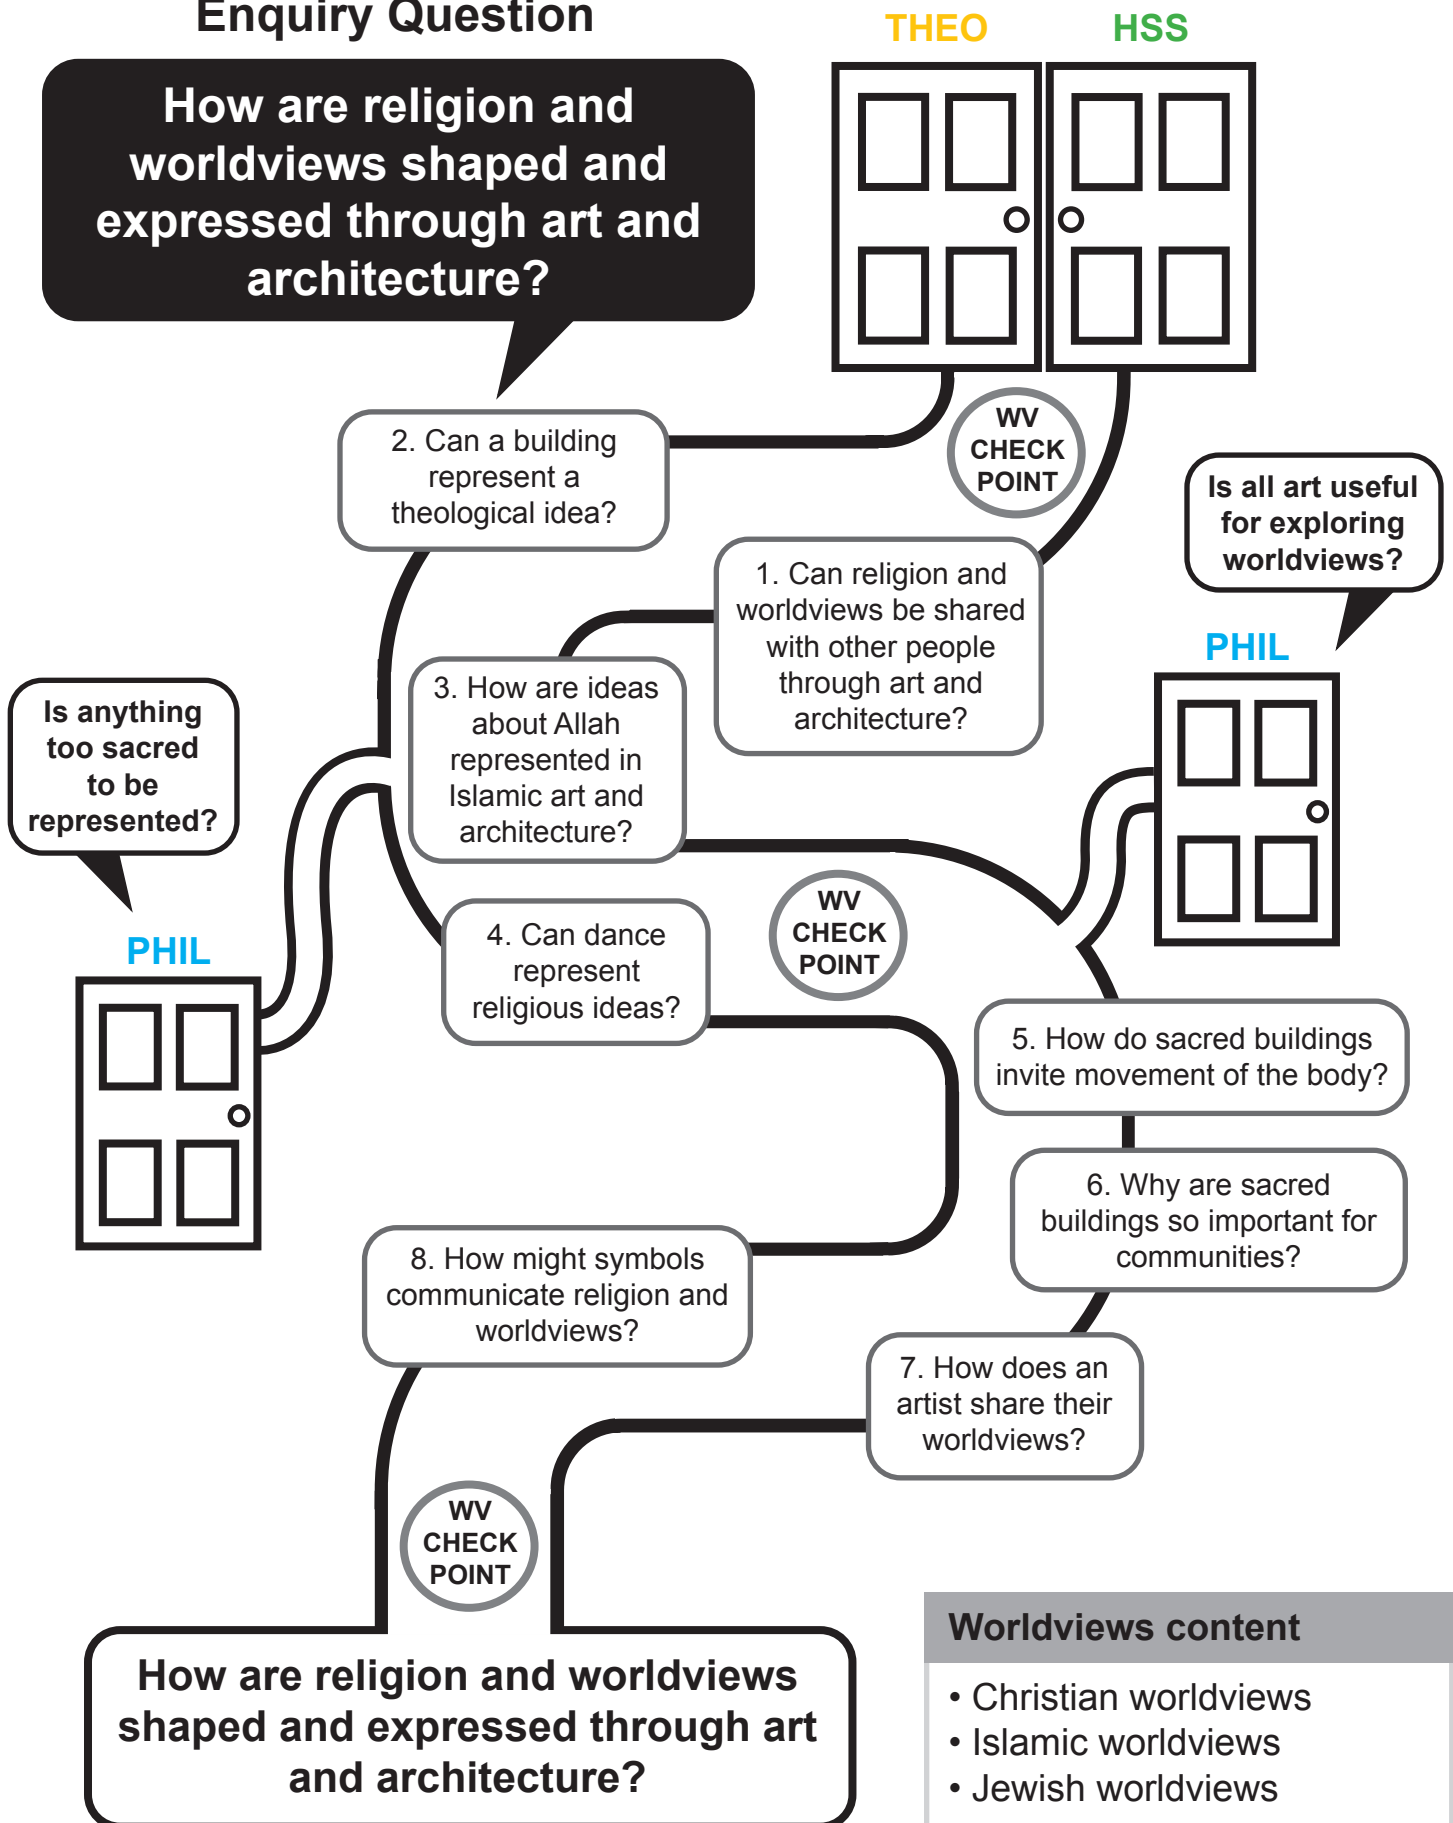 Enquiry Question
How are religion and
worldviews shaped and
expressed through art and
architecture?
THEO
HSS
WV
CHECK
POINT
2. Can a building
represent a
theological idea?
Is all art useful
for exploring
worldviews?
1. Can religion and
worldviews be shared
with other people
through art and
architecture?
PHIL
3. How are ideas
about Allah
represented in
Islamic art and
architecture?
Is anything
too sacred
to be
represented?
PHIL
WV
CHECK
POINT
4. Can dance
represent
religious ideas?
5. How do sacred buildings
invite movement of the body?
6. Why are sacred
buildings so important for
communities?
8. How might symbols
communicate religion and
worldviews?
7. How does an
artist share their
worldviews?
WV
CHECK
POINT
How are religion and worldviews
shaped and expressed through art
and architecture?
Worldviews content
• Christian worldviews
• Islamic worldviews
• Jewish worldviews